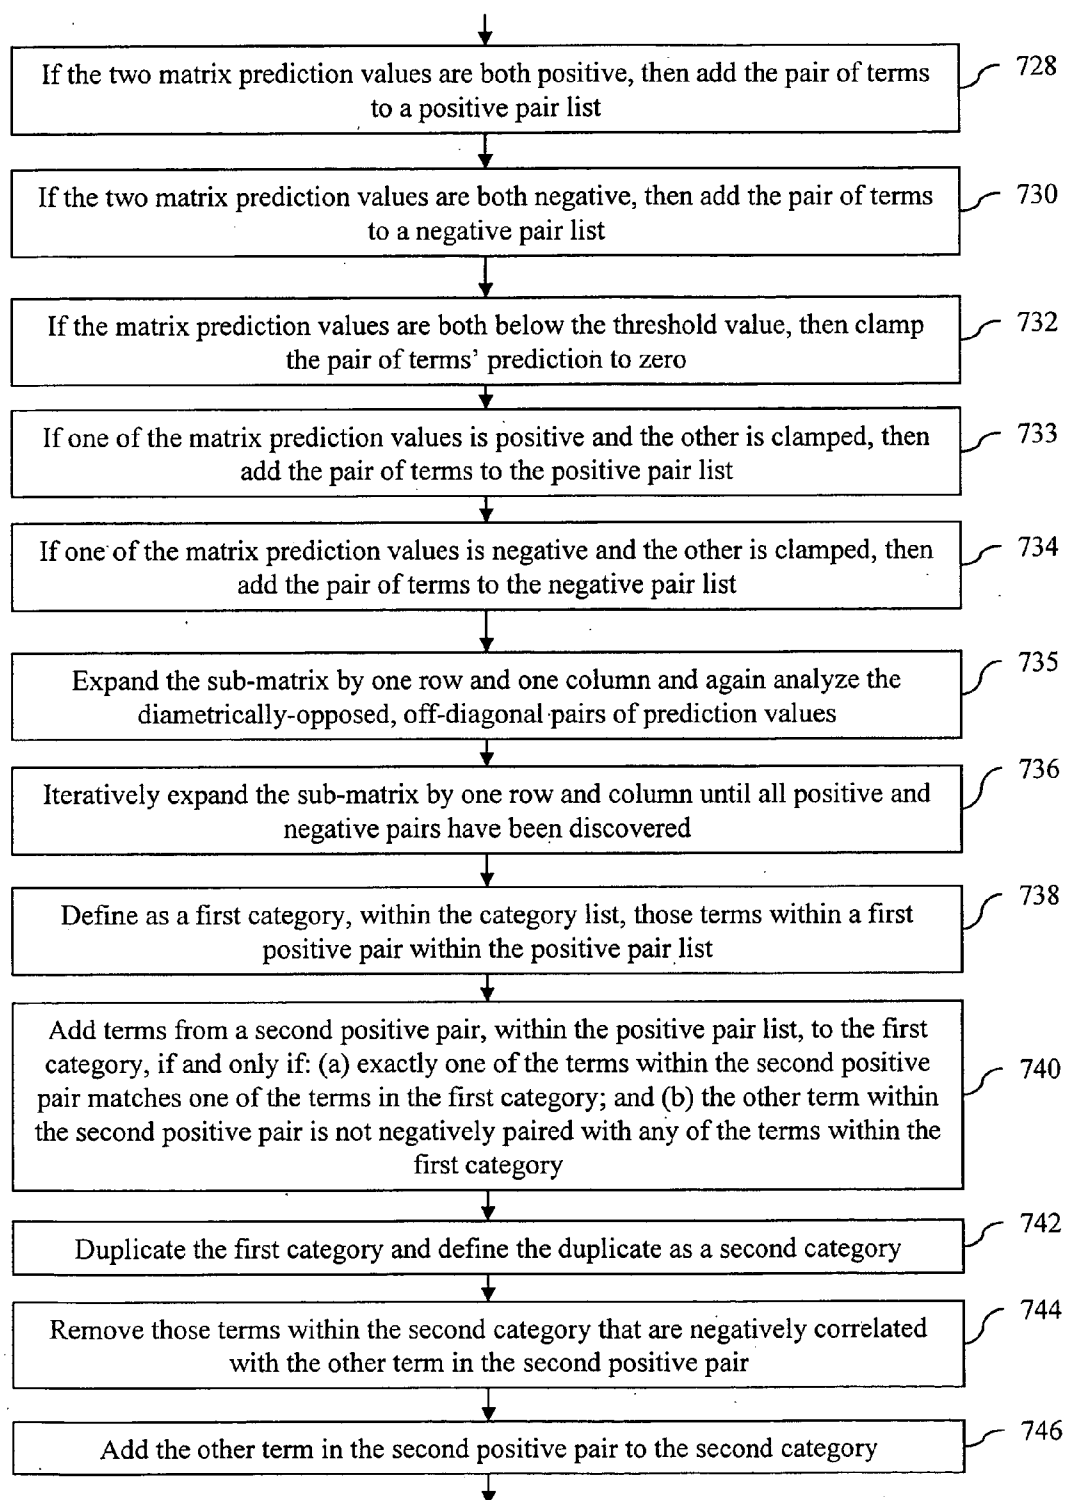 If the two matrix prediction values are both positive, then add the pair of terms
to a positive pair list
728
If the two matrix prediction values are both negative, then add the pair of terms
to a negative pair list
730
If the matrix prediction values are both below the threshold value, then clamp
the pair of terms’ prediction to zero
732
If one of the matrix prediction values is positive and the other is clamped, then
add the pair of terms to the positive pair list
733
If one of the matrix prediction values is negative and the other is clamped, then
add the pair of terms to the negative pair list
734
Expand the sub-matrix by one row and one column and again analyze the
diametrically-opposed, off-diagonal pairs of prediction values
735
Iteratively expand the sub-matrix by one row and column until all positive and
negative pairs have been discovered
736
Define as a first category, within the category list, those terms within a first
positive pair within the positive pair list
738
Add terms from a second positive pair, within the positive pair list, to the first
category, if and only if: (a) exactly one of the terms within the second positive
pair matches one of the terms in the first category; and (b) the other term within
the second positive pair is not negatively paired with any of the terms within the
first category
740
Duplicate the first category and define the duplicate as a second category
742
Remove those terms within the second category that are negatively correlated
with the other term in the second positive pair
744
Add the other term in the second positive pair to the second category
746